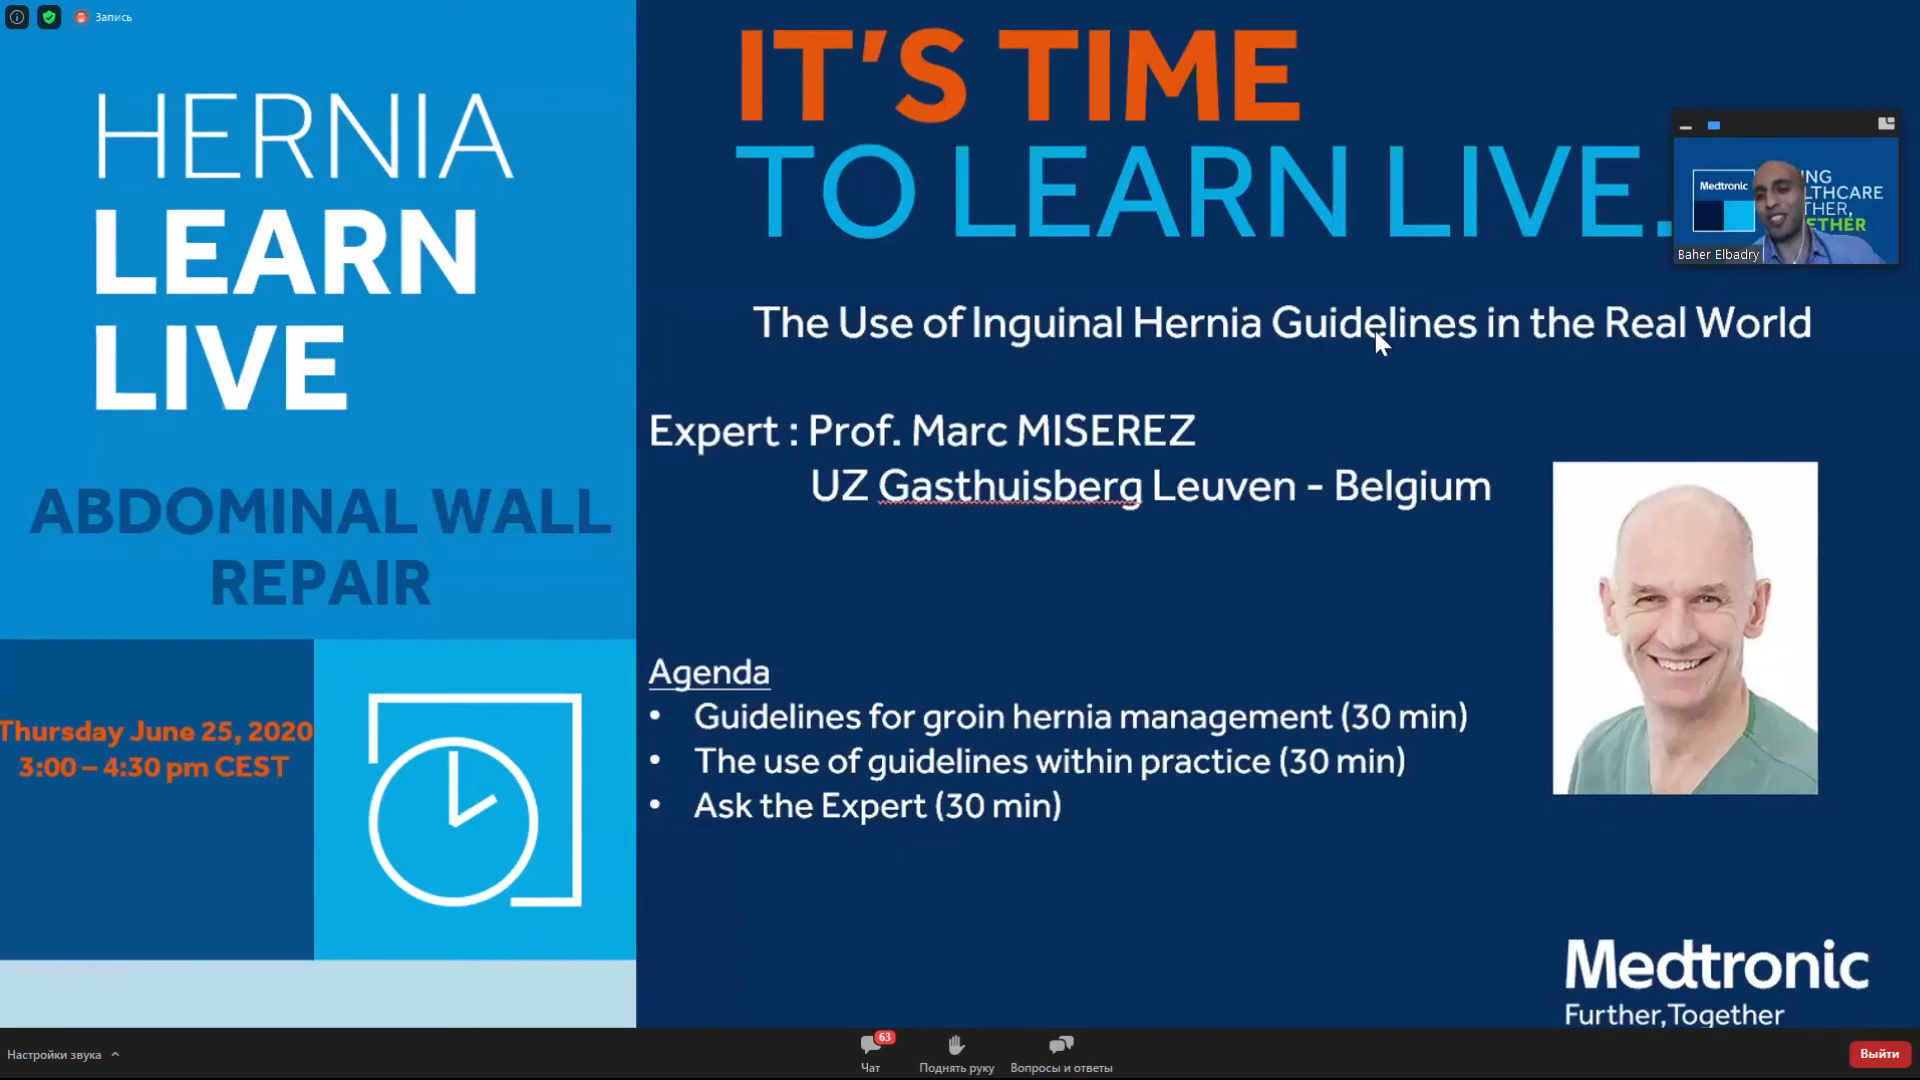 Запись
HERNIA
LEARN
LIVE
ABDOMINAL WALL
REPAIR
Thursday June 25, 2020
3:00 – 4:30 pm CEST
IT'S TIME
TO LEARN LIVE.
Medtronic
TOGETHER
Baher Elbadry
The Use of Inguinal Hernia Guidelines in the Real World
Expert : Prof. Marc MISEREZ
UZ Gasthuisberg Leuven - Belgium
Agenda
• Guidelines for groin hernia management (30 min)
• The use of guidelines within practice (30 min)
• Ask the Expert (30 min)
Medtronic
Further, Together
Настройки звука
63
Чат
Поднять руку
Вопросы и ответы
Выйти